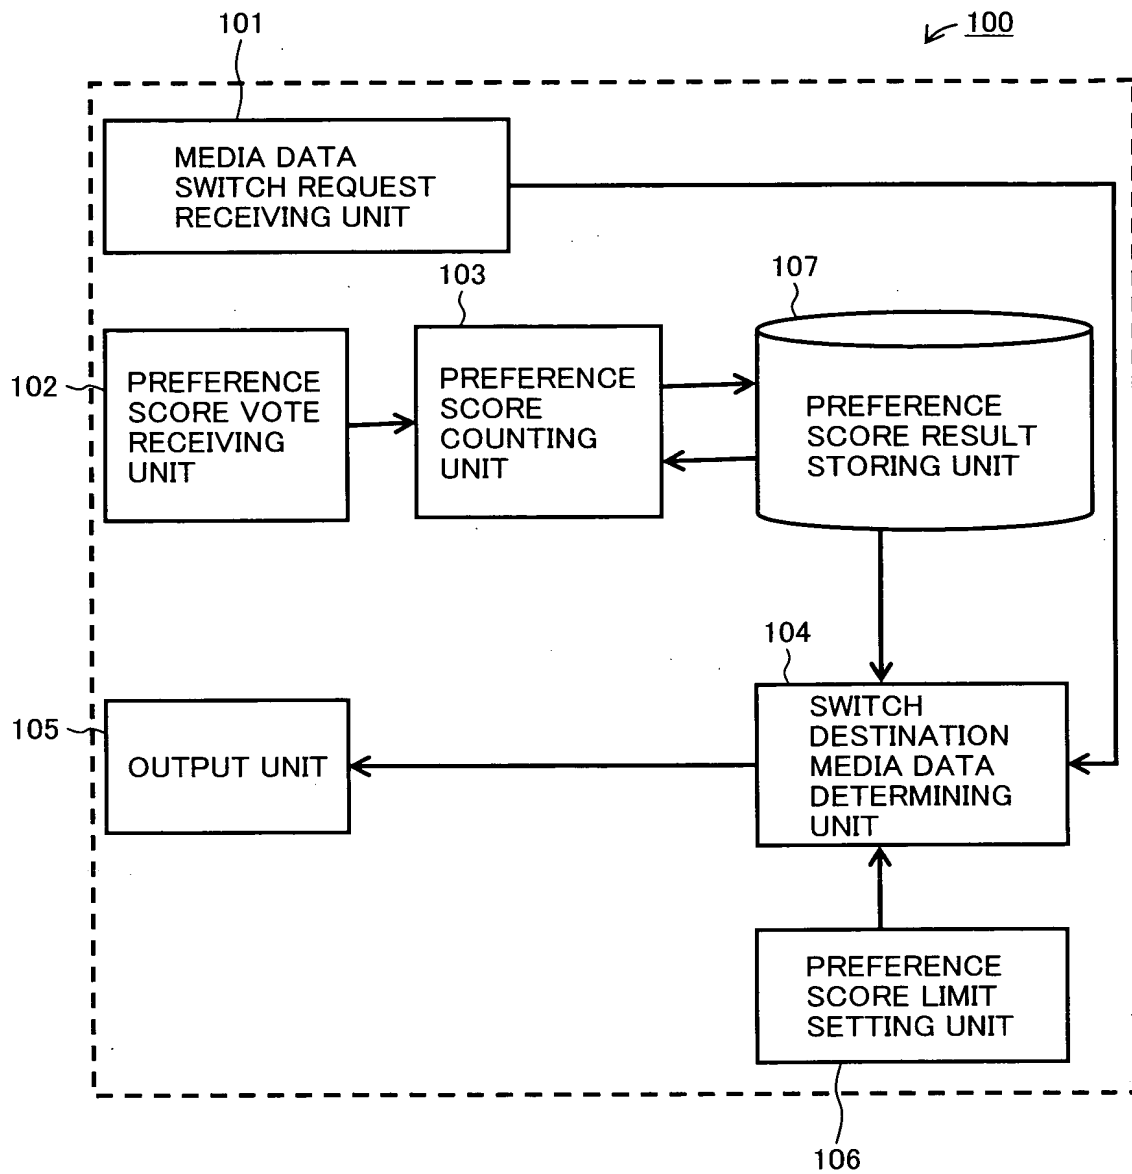 101
100
MEDIA DATA
SWITCH REQUEST
RECEIVING UNIT
103
107
102
PREFERENCE
SCORE VOTE
RECEIVING
UNIT
PREFERENCE
SCORE
COUNTING
UNIT
PREFERENCE
SCORE RESULT
STORING UNIT
104
105
OUTPUT UNIT
SWITCH
DESTINATION
MEDIA DATA
DETERMINING
UNIT
PREFERENCE
SCORE LIMIT
SETTING UNIT
106